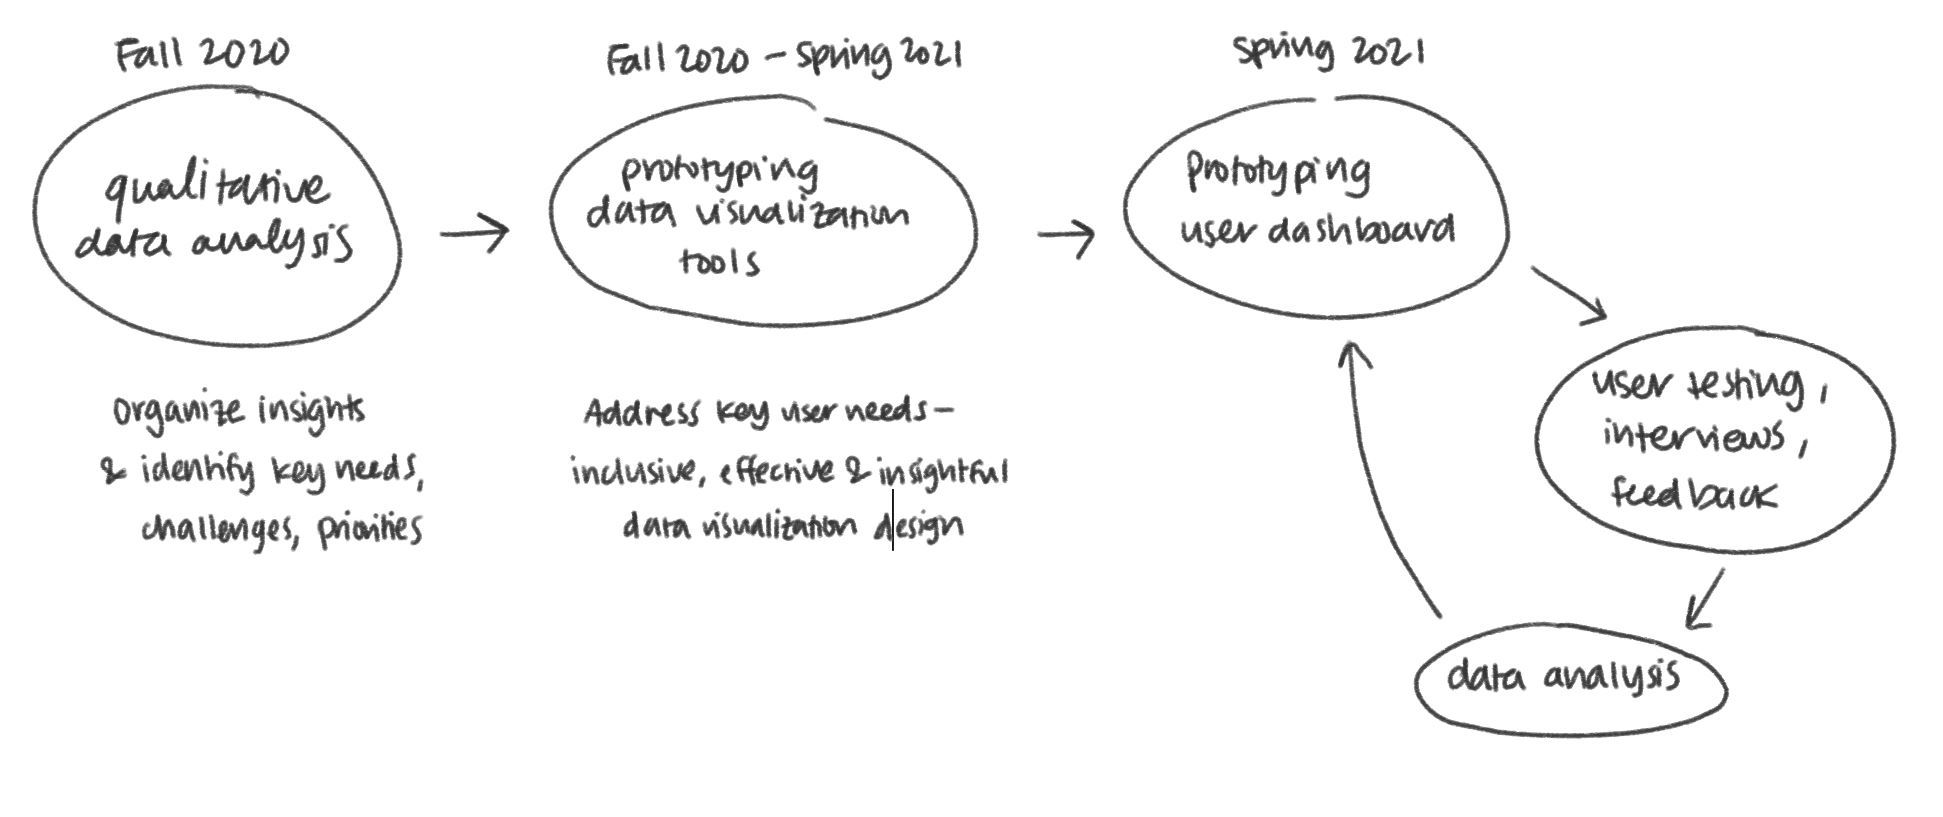 Fall 2020
qualitative
data analysis
Organize insights
& identify key needs,
challenges, priorities
Fall 2020 - Spring 2021
prototyping
data visualization
tools
Address key user needs-
inclusive, effective & insightful
data visualization design
Spring 2021
Prototyping
user dashboard
user testing,
interviews,
feedback
data analysis